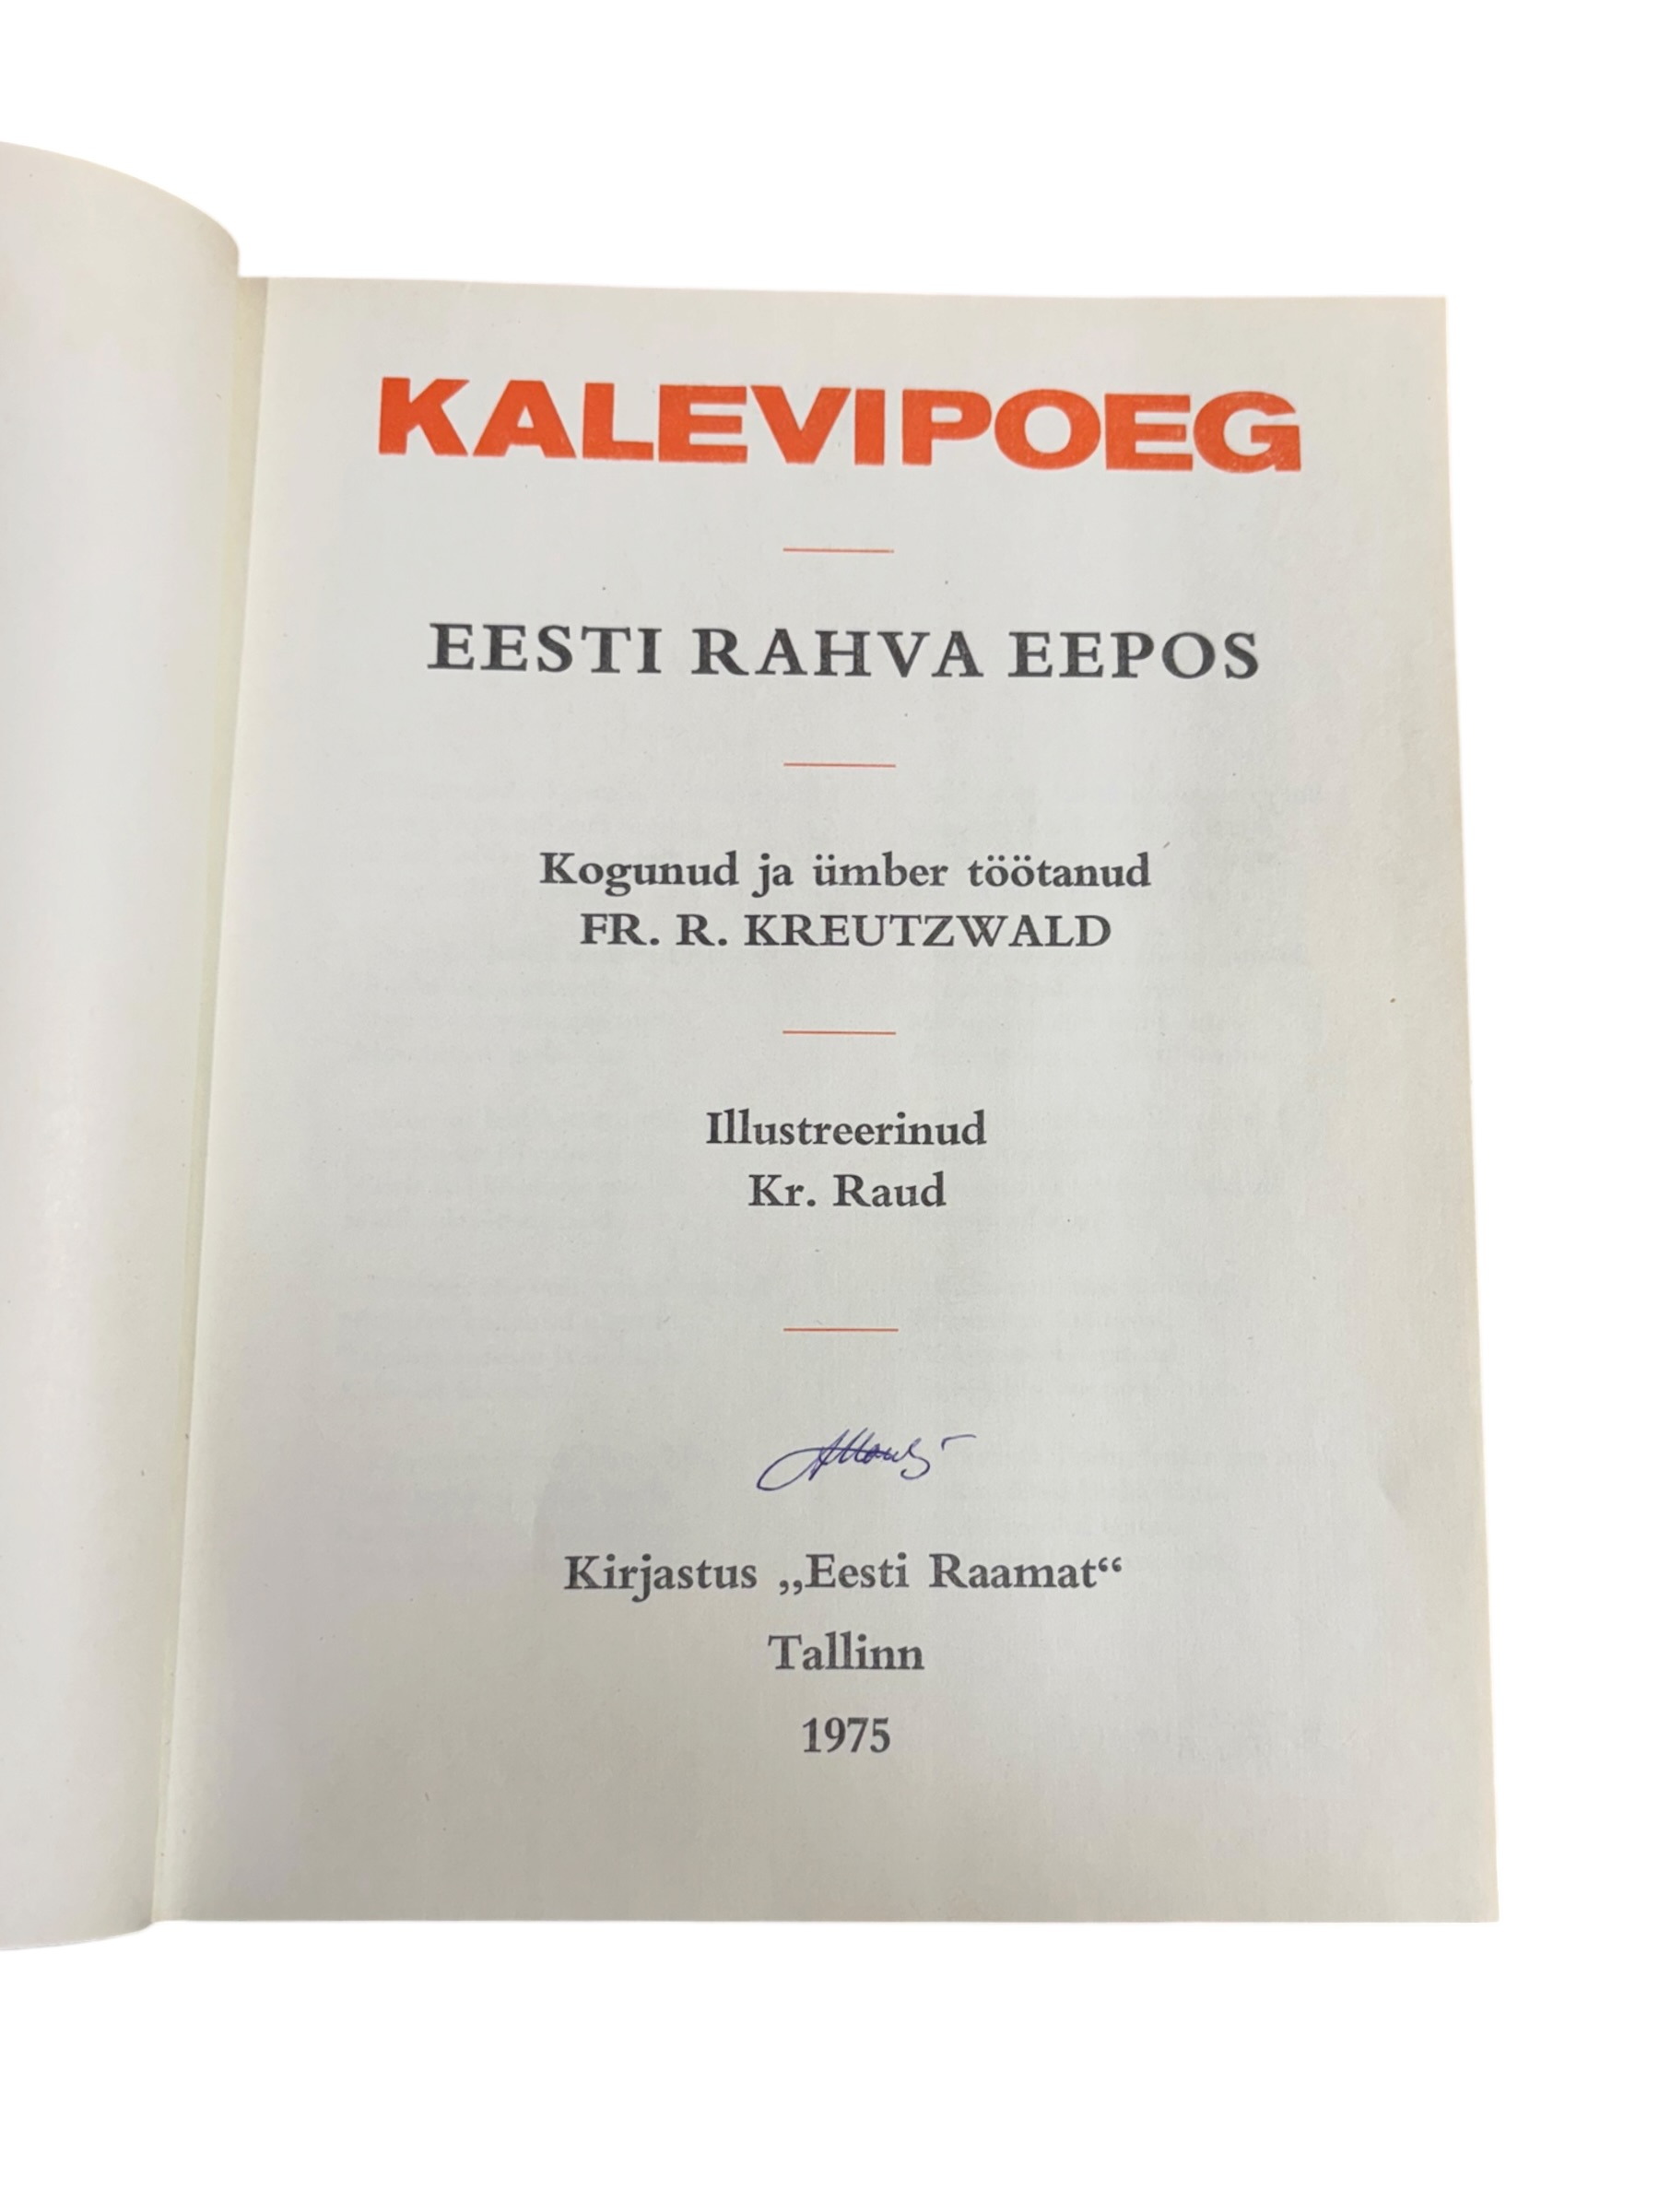 KALEVIPOEG
EESTI RAHVA EEPOS
Kogunud ja ümber töötanud
FR. R. KREUTZWALD
Illustreerinud
Kr. Raud
Kirjastus „Eesti Raamat“
Tallinn
1975